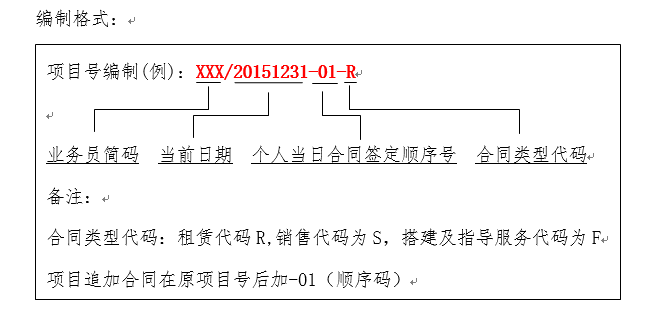 编制格式：
项目号编制(例)：XXX/20151231-01-R
业务员简码 当前日期 个人当日合同签定顺序号 合同类型代码
备注：
合同类型代码：租赁代码R,销售代码为S，搭建及指导服务代码为F
项目追加合同在原项目号后加-01（顺序码）